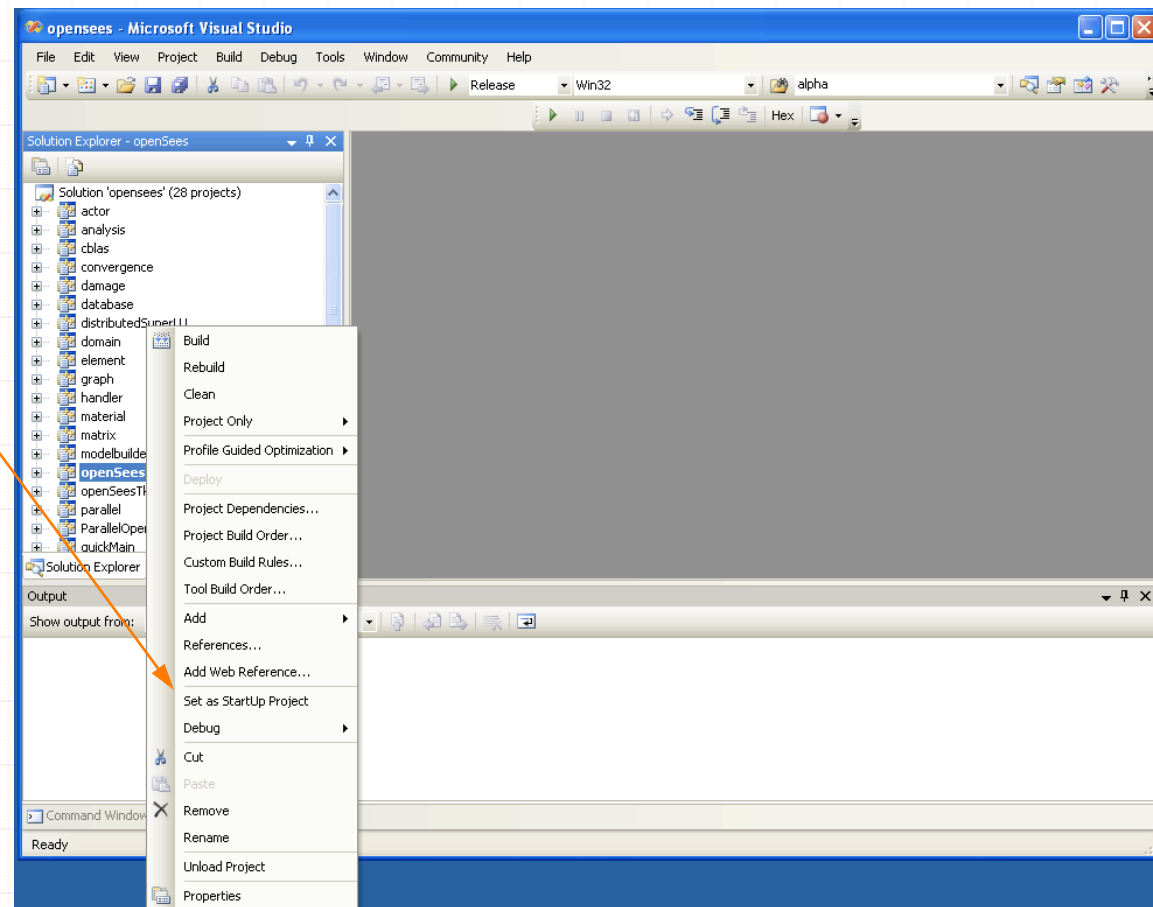 opensees - Microsoft Visual Studio
File Edit View Project Build Debug Tools Window Community Help
Release Win32 alpha
Hex
Solution Explorer - openSees
Solution 'opensees' (28 projects)
actor
analysis
cblas
convergence
damage
database
distributedSuperLU
domain
element
graph
handler
material
matrix
modelbuilde
openSees
openSeesTk
parallel
ParallelOpe
quickMain
Solution Explorer
Build
Rebuild
Clean
Project Only
Profile Guided Optimization
Deploy
Project Dependencies...
Project Build Order...
Custom Build Rules...
Tool Build Order...
Add
References...
Add Web Reference...
Set as StartUp Project
Debug
Cut
Paste
Remove
Rename
Unload Project
Properties
Output
Show output from:
Command Window
Ready